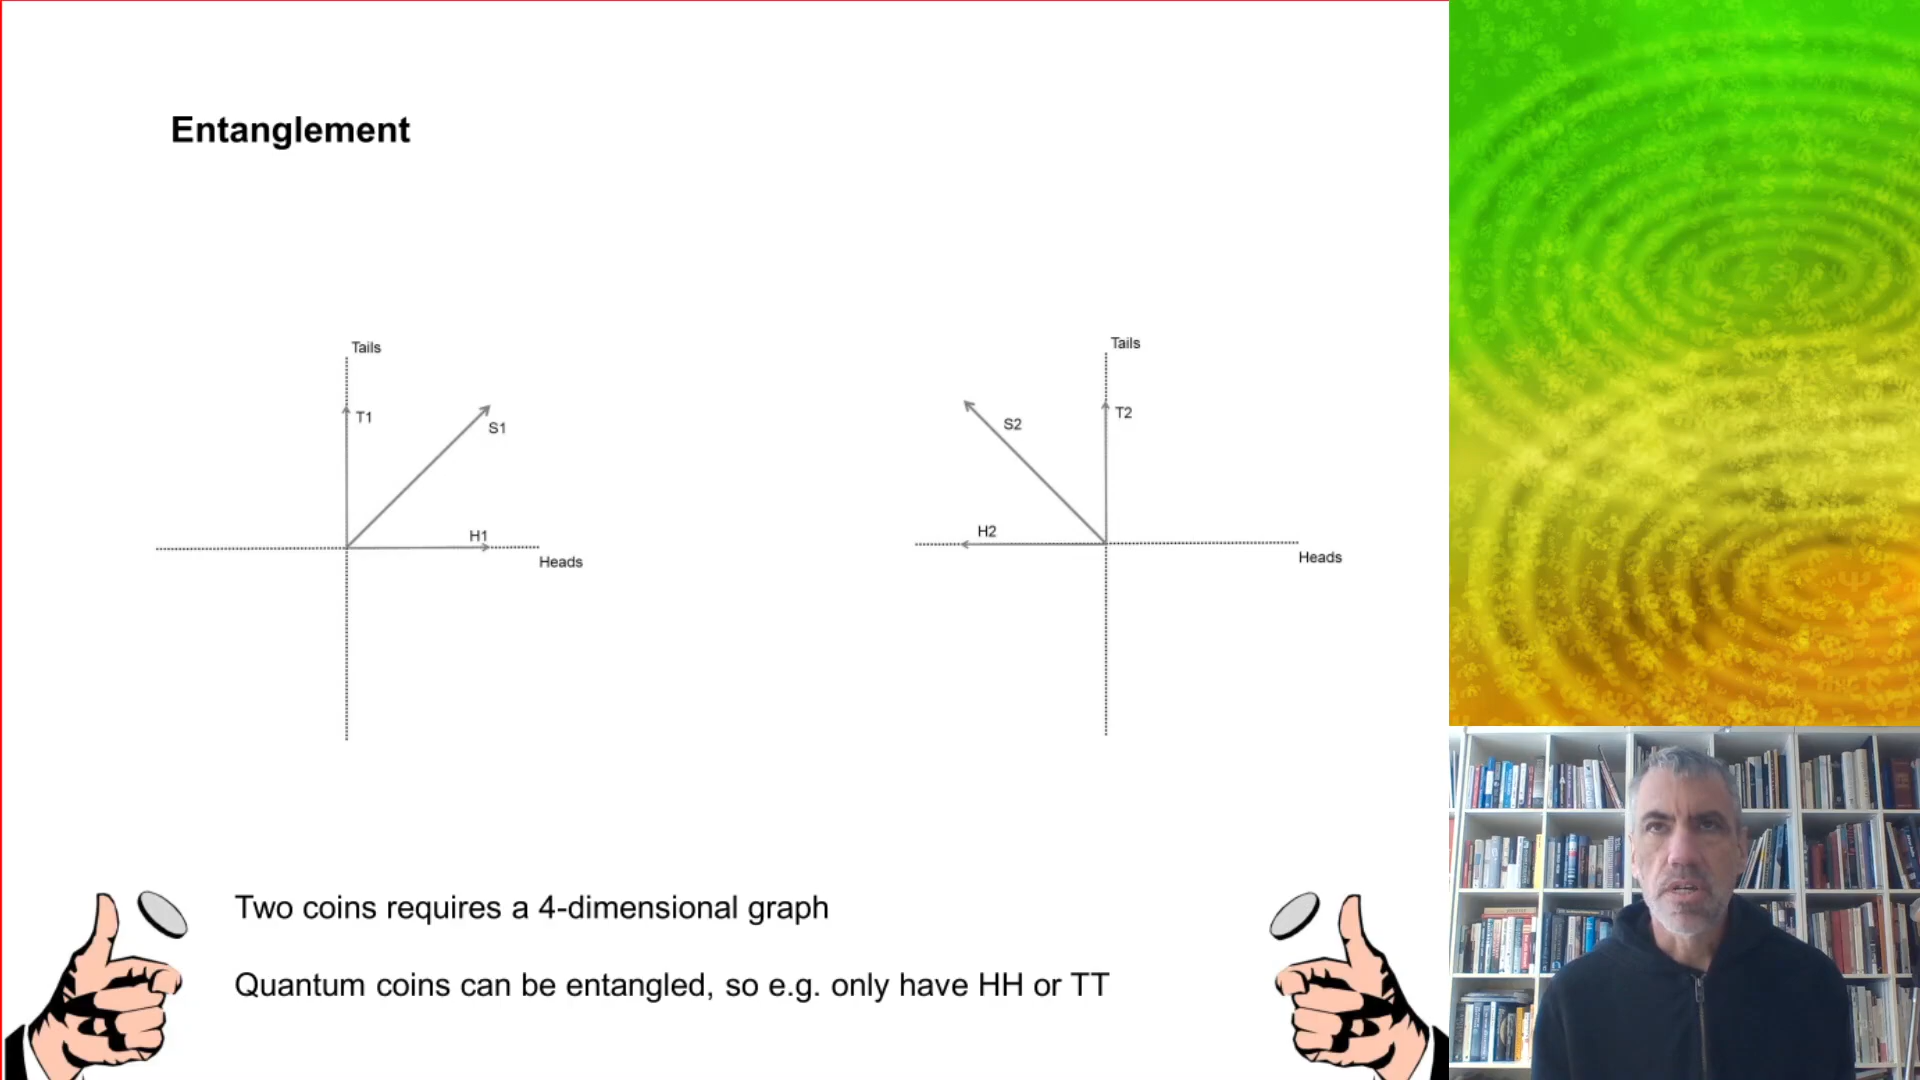 Entanglement
Tails
T1
S1
H1
Heads
Tails
S2
T2
H2
Heads
Two coins requires a 4-dimensional graph
Quantum coins can be entangled, so e.g. only have HH or TT